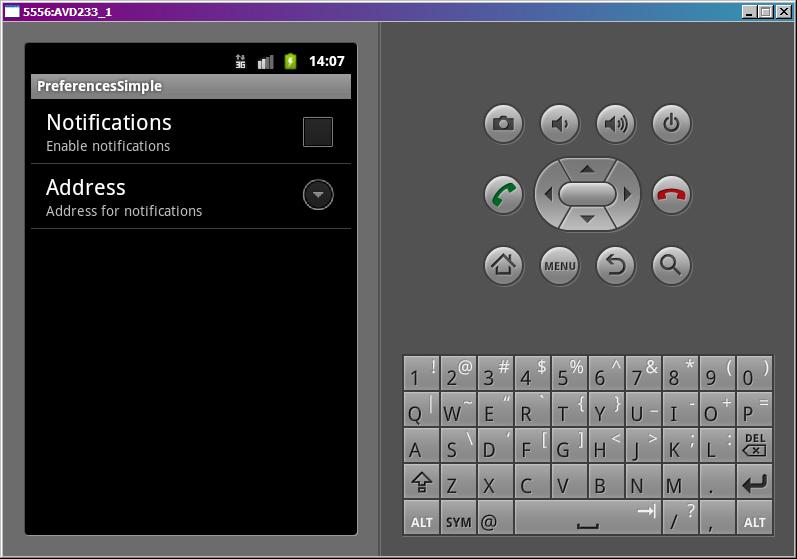 5556:AVD233_1
3G 14:07
PreferencesSimple
Notifications
Enable notifications
Address
Address for notifications
MENU
1 ! 2 @ 3 # 4 $ 5 % 6 ^ 7 & 8 * 9 ( 0 )
Q | W ~ E “ R ` T { Y } U _ I - O + P =
A S \ D ‘ F [ G ] H < J > K ; L : DEL
Z X C V B N M .
ALT SYM @ / ? , ALT